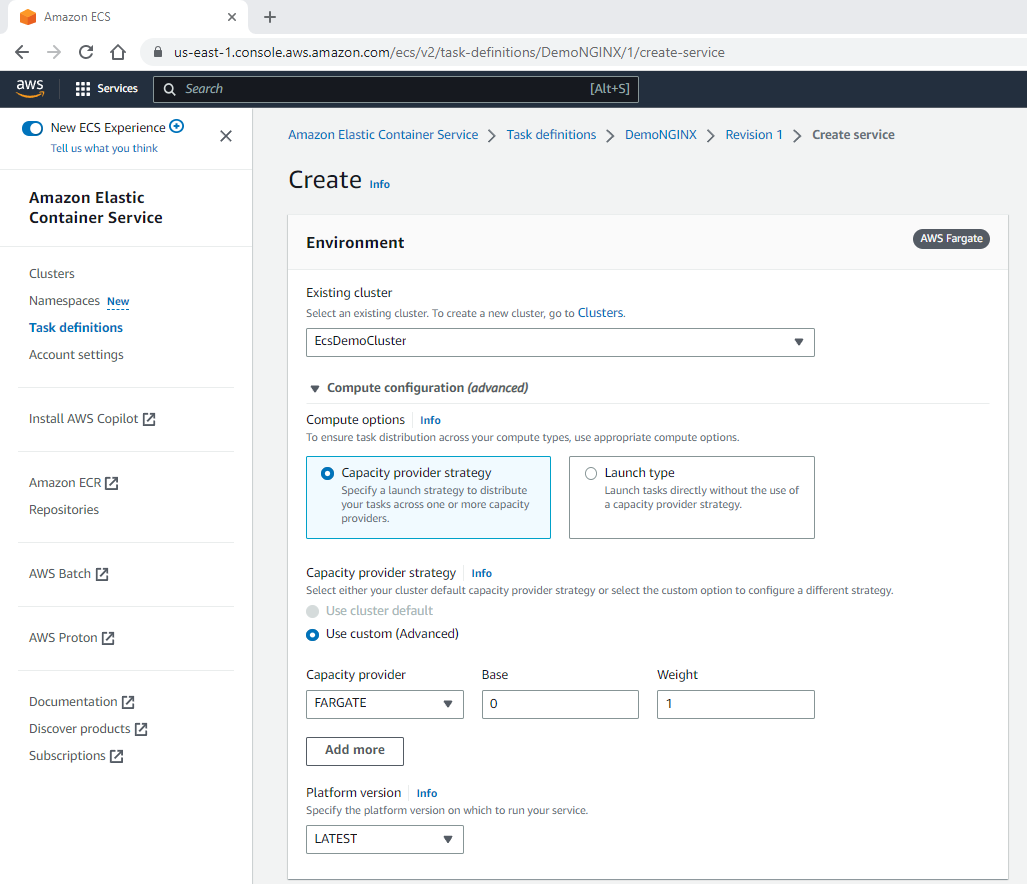 Amazon ECS
us-east-1.console.aws.amazon.com/ecs/v2/task-definitions/DemoNGINX/1/create-service
aws
Services
Search
[Alt+S]
New ECS Experience
Tell us what you think
Amazon Elastic
Container Service
Clusters
Namespaces New
Task definitions
Account settings
Install AWS Copilot
Amazon ECR
Repositories
AWS Batch
AWS Proton
Documentation
Discover products
Subscriptions
Amazon Elastic Container Service > Task definitions > DemoNGINX > Revision 1 > Create service
Create Info
Environment
AWS Fargate
Existing cluster
Select an existing cluster. To create a new cluster, go to Clusters.
EcsDemoCluster
Compute configuration (advanced)
Compute options Info
To ensure task distribution across your compute types, use appropriate compute options.
Capacity provider strategy
Specify a launch strategy to distribute
your tasks across one or more capacity
providers.
Launch type
Launch tasks directly without the use of
a capacity provider strategy.
Capacity provider strategy Info
Select either your cluster default capacity provider strategy or select the custom option to configure a different strategy.
Use cluster default
Use custom (Advanced)
Capacity provider Base Weight
FARGATE 0 1
Add more
Platform version Info
Specify the platform version on which to run your service.
LATEST